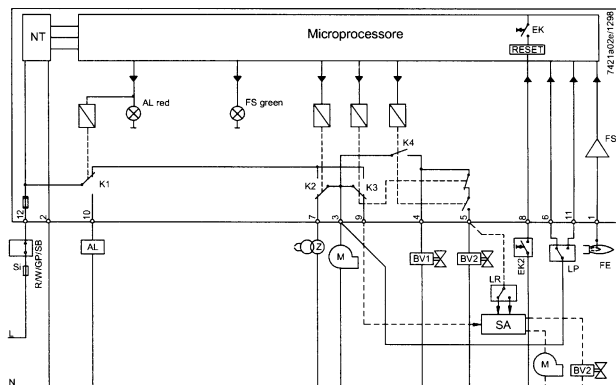 NT
Microprocessore
EK
RESET
7421a02e/1298
AL red
FS green
FS
K1
K2
K3
K4
12
2
10
7
3
9
4
5
8
6
11
1
Si
R/W/GP/SB
AL
Z
M
BV1
BV2
EK2
LP
FE
LR
SA
M
BV2
N